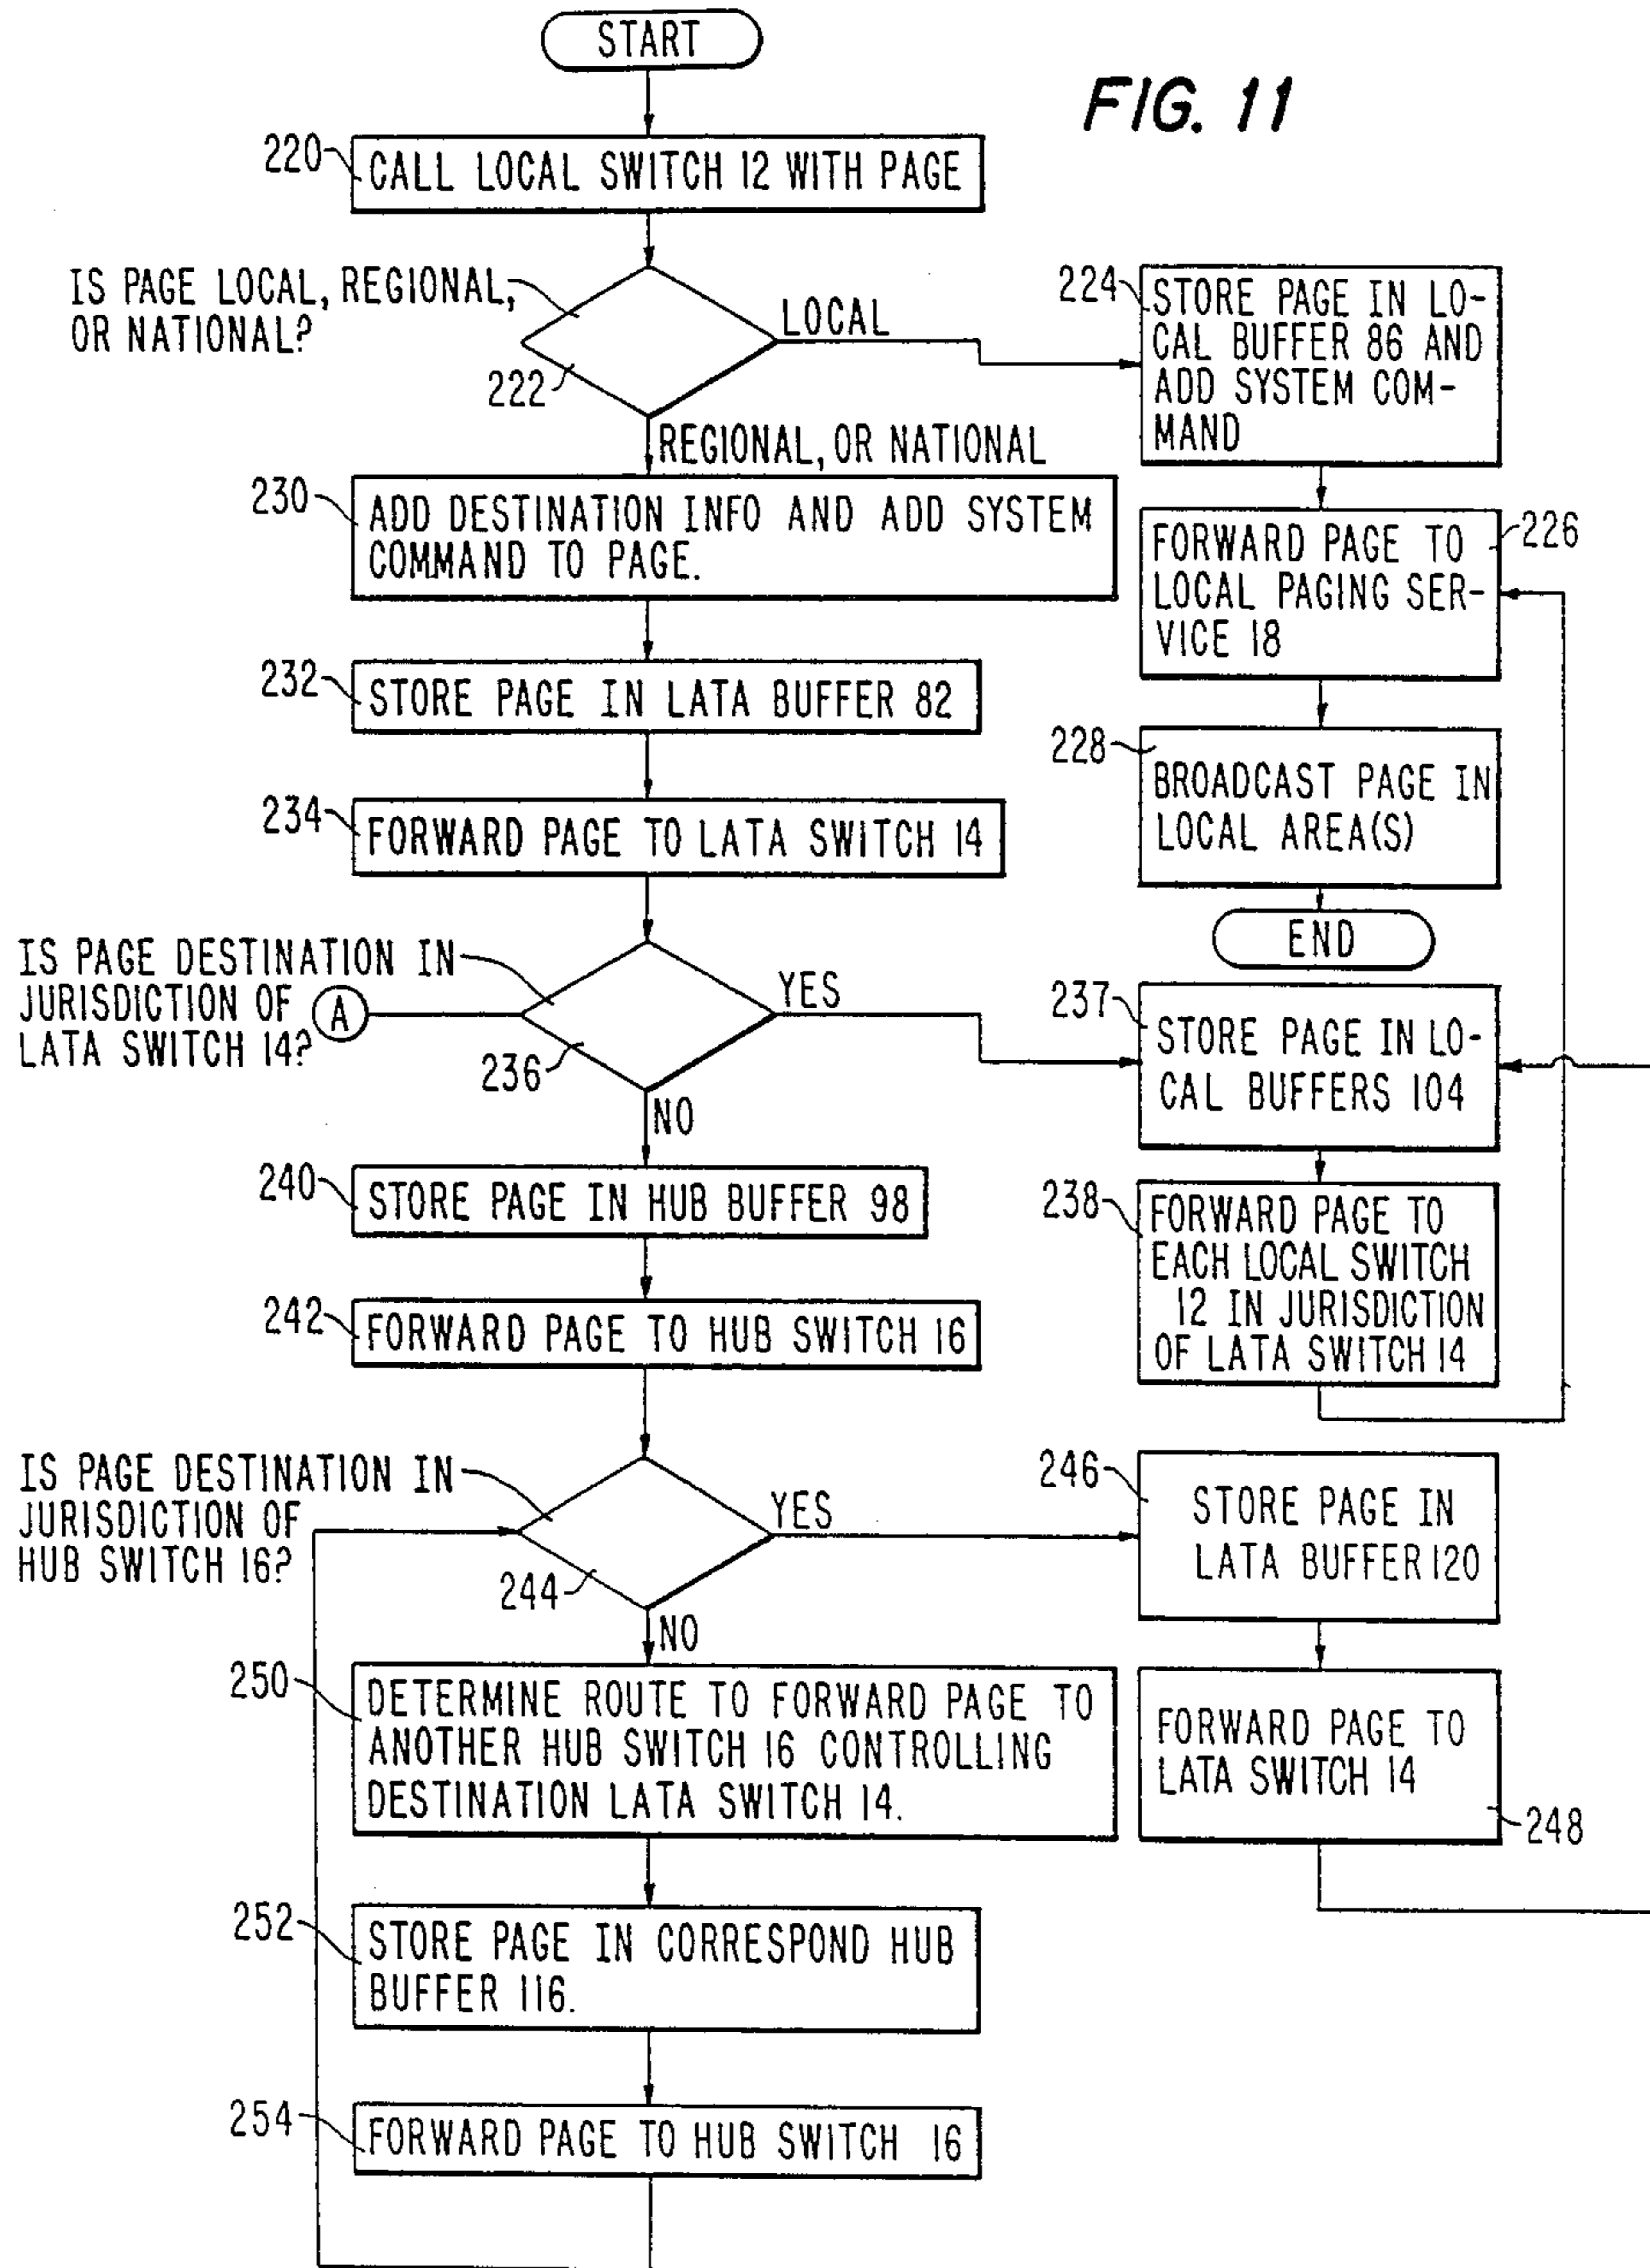 START
FIG. 11
220
CALL LOCAL SWITCH 12 WITH PAGE
IS PAGE LOCAL, REGIONAL,
OR NATIONAL?
222
LOCAL
REGIONAL, OR NATIONAL
224
STORE PAGE IN LO-
CAL BUFFER 86 AND
ADD SYSTEM COM-
MAND
226
FORWARD PAGE TO
LOCAL PAGING SER-
VICE 18
228
BROADCAST PAGE IN
LOCAL AREA(S)
END
230
ADD DESTINATION INFO AND ADD SYSTEM
COMMAND TO PAGE.
232
STORE PAGE IN LATA BUFFER 82
234
FORWARD PAGE TO LATA SWITCH 14
IS PAGE DESTINATION IN
JURISDICTION OF
LATA SWITCH 14?
A
236
YES
NO
237
STORE PAGE IN LO-
CAL BUFFERS 104
238
FORWARD PAGE TO
EACH LOCAL SWITCH
12 IN JURISDICTION
OF LATA SWITCH 14
240
STORE PAGE IN HUB BUFFER 98
242
FORWARD PAGE TO HUB SWITCH 16
IS PAGE DESTINATION IN
JURISDICTION OF
HUB SWITCH 16?
244
YES
NO
246
STORE PAGE IN
LATA BUFFER 120
FORWARD PAGE TO
LATA SWITCH 14
248
250
DETERMINE ROUTE TO FORWARD PAGE TO
ANOTHER HUB SWITCH 16 CONTROLLING
DESTINATION LATA SWITCH 14.
252
STORE PAGE IN CORRESPOND HUB
BUFFER 116.
254
FORWARD PAGE TO HUB SWITCH 16